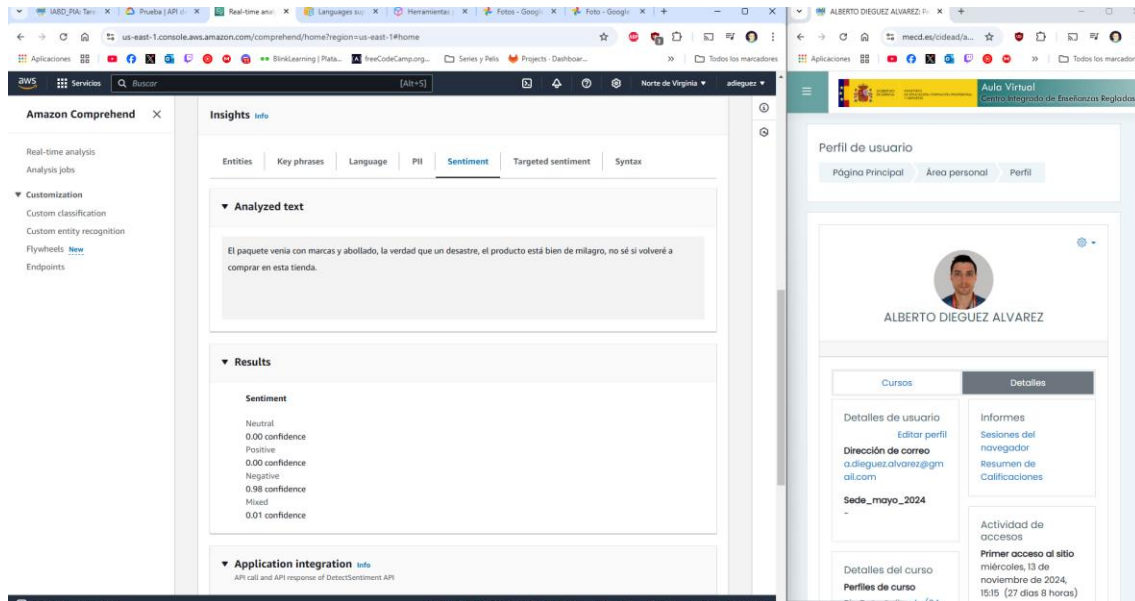 IABD_PIA: Tare
Prueba | API d
Real-time anal
Languages sup
Herramientas
Fotos - Google
Foto - Google
us-east-1.console.aws.amazon.com/comprehend/home?region=us-east-1#home
Aplicaciones
BlinkLearning | Plata...
freeCodeCamp.org...
Series y Pelis
Projects - Dashboar...
Todos los marcadores
aws
Servicios
Buscar
[Alt+S]
Norte de Virginia
adieguez
Amazon Comprehend
Real-time analysis
Analysis jobs
Customization
Custom classification
Custom entity recognition
Flywheels New
Endpoints
Insights Info
Entities
Key phrases
Language
PII
Sentiment
Targeted sentiment
Syntax
Analyzed text
El paquete venia con marcas y abollado, la verdad que un desastre, el producto está bien de milagro, no sé si volveré a
comprar en esta tienda.
Results
Sentiment
Neutral
0.00 confidence
Positive
0.00 confidence
Negative
0.98 confidence
Mixed
0.01 confidence
Application integration Info
API call and API response of DetectSentiment API
ALBERTO DIEGUEZ ALVAREZ: P
mecd.es/cidead/a...
Aplicaciones
Todos los marcadores
Aula Virtual
Centro Integrado de Enseñanzas Regladas
Perfil de usuario
Página Principal
Área personal
Perfil
ALBERTO DIEGUEZ ALVAREZ
Cursos
Detalles
Detalles de usuario
Editar perfil
Dirección de correo
a.dieguez.alvarez@gm
ail.com
Sede_mayo_2024
-
Detalles del curso
Perfiles de curso
Informes
Sesiones del
navegador
Resumen de
Calificaciones
Actividad de
accesos
Primer acceso al sitio
miércoles, 13 de
noviembre de 2024,
15:15 (27 días 8 horas)